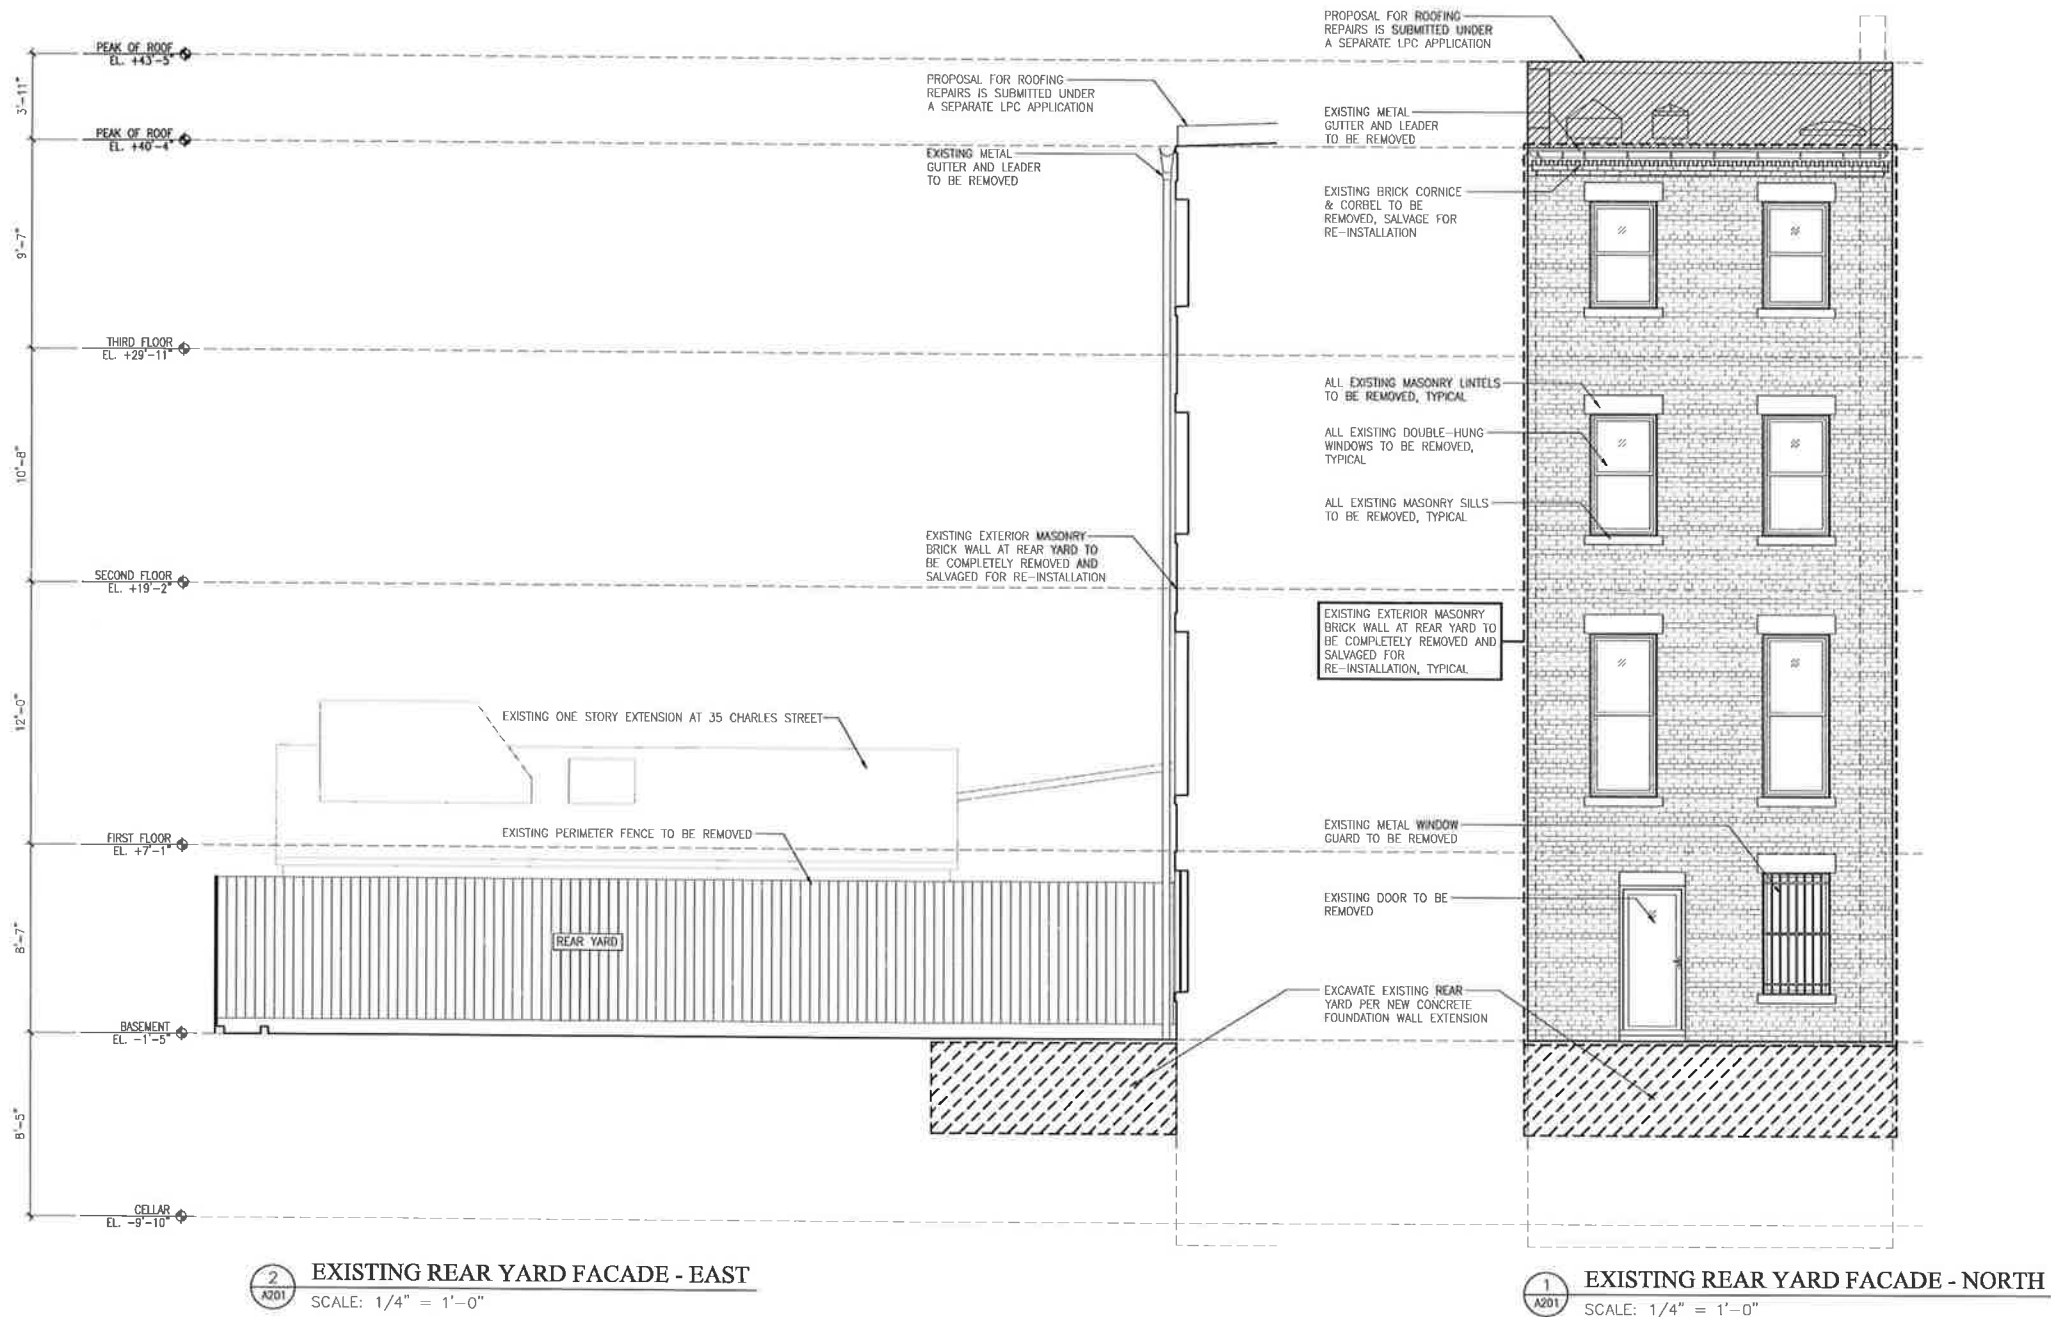 PEAK OF ROOF
EL. +43'-5"
3'-11"
PEAK OF ROOF
EL. +40'-4"
9'-7"
THIRD FLOOR
EL. +29'-11"
10'-8"
SECOND FLOOR
EL. +19'-2"
12'-0"
FIRST FLOOR
EL. +7'-1"
8'-7"
BASEMENT
EL. -1'-5"
8'-5"
CELLAR
EL. -9'-10"
PROPOSAL FOR ROOFING
REPAIRS IS SUBMITTED UNDER
A SEPARATE LPC APPLICATION
EXISTING METAL
GUTTER AND LEADER
TO BE REMOVED
EXISTING EXTERIOR MASONRY
BRICK WALL AT REAR YARD TO
BE COMPLETELY REMOVED AND
SALVAGED FOR RE-INSTALLATION
EXISTING ONE STORY EXTENSION AT 35 CHARLES STREET
EXISTING PERIMETER FENCE TO BE REMOVED
REAR YARD
PROPOSAL FOR ROOFING
REPAIRS IS SUBMITTED UNDER
A SEPARATE LPC APPLICATION
EXISTING METAL
GUTTER AND LEADER
TO BE REMOVED
EXISTING BRICK CORNICE
& CORBEL TO BE
REMOVED, SALVAGE FOR
RE-INSTALLATION
ALL EXISTING MASONRY LINTELS
TO BE REMOVED, TYPICAL
ALL EXISTING DOUBLE-HUNG
WINDOWS TO BE REMOVED,
TYPICAL
ALL EXISTING MASONRY SILLS
TO BE REMOVED, TYPICAL
EXISTING EXTERIOR MASONRY
BRICK WALL AT REAR YARD TO
BE COMPLETELY REMOVED AND
SALVAGED FOR
RE-INSTALLATION, TYPICAL
EXISTING METAL WINDOW
GUARD TO BE REMOVED
EXISTING DOOR TO BE
REMOVED
EXCAVATE EXISTING REAR
YARD PER NEW CONCRETE
FOUNDATION WALL EXTENSION
2
A201
EXISTING REAR YARD FACADE - EAST
SCALE: 1/4" = 1'-0"
1
A201
EXISTING REAR YARD FACADE - NORTH
SCALE: 1/4" = 1'-0"